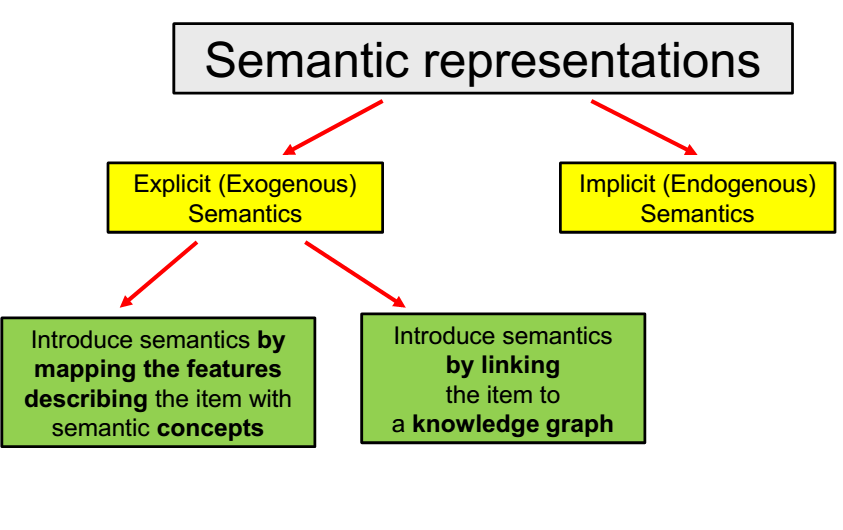 Semantic representations
Explicit (Exogenous)
Semantics
Implicit (Endogenous)
Semantics
Introduce semantics by
mapping the features
describing the item with
semantic concepts
Introduce semantics
by linking
the item to
a knowledge graph